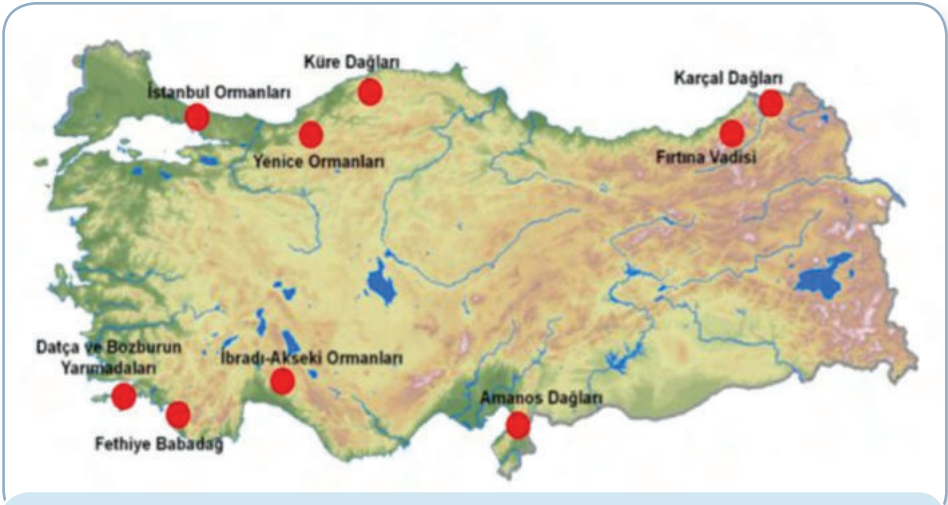 Küre Dağları
Karçal Dağları
İstanbul Ormanları
Yenice Ormanları
Fırtına Vadisi
Datça ve Bozburun
Yarımadaları
İbradı-Akseki Ormanları
Amanos Dağları
Fethiye Babadağ